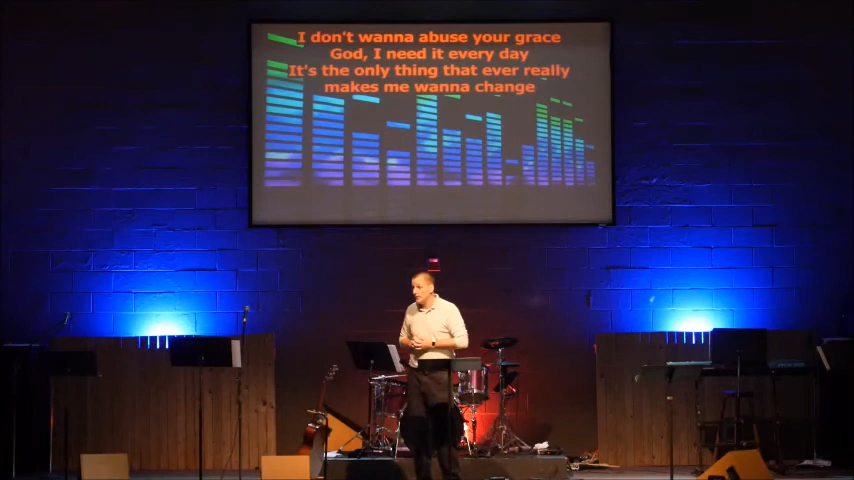 I don't wanna abuse your grace
God, I need it every day
It's the only thing that ever really
makes me wanna change